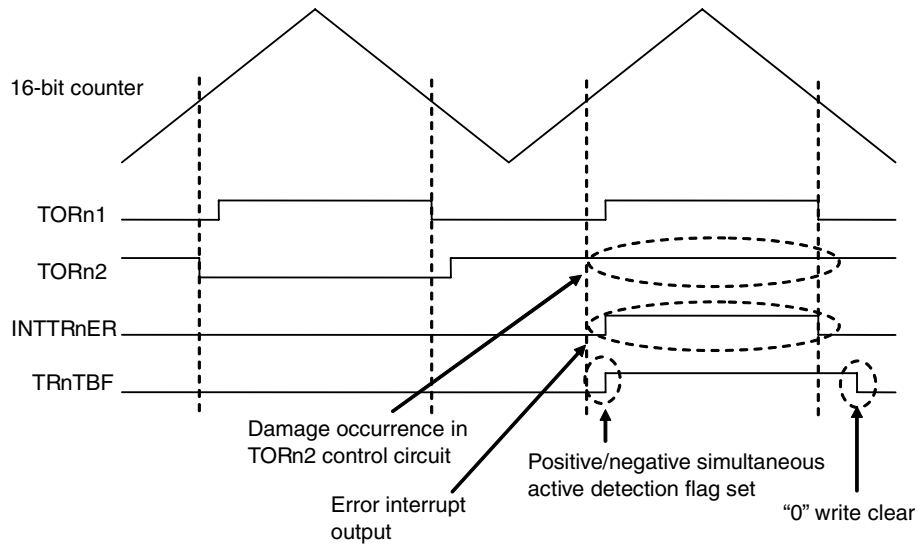 16-bit counter
TORn1
TORn2
INTTRnER
TRnTBF
Damage occurrence in
TORn2 control circuit
Error interrupt
output
Positive/negative simultaneous
active detection flag set
“0” write clear